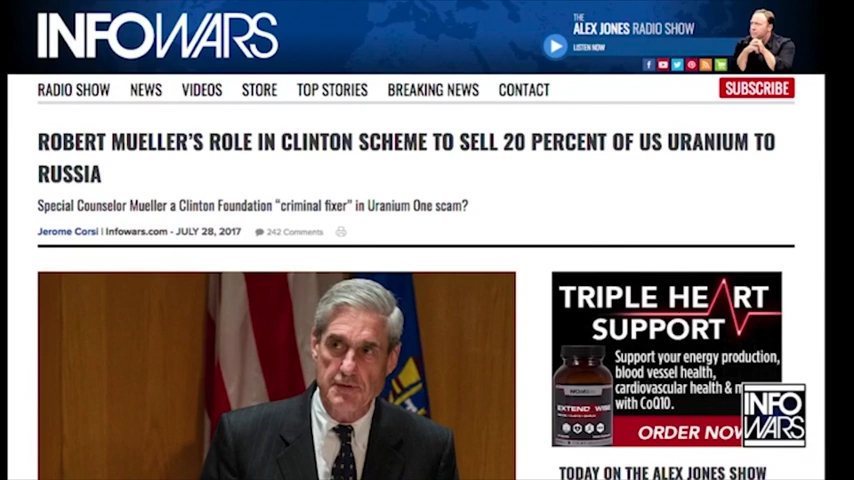 INFOWARS
THE
ALEX JONES RADIO SHOW
LISTEN NOW
RADIO SHOW NEWS VIDEOS STORE TOP STORIES BREAKING NEWS CONTACT SUBSCRIBE
ROBERT MUELLER'S ROLE IN CLINTON SCHEME TO SELL 20 PERCENT OF US URANIUM TO
RUSSIA
Special Counselor Mueller a Clinton Foundation “criminal fixer” in Uranium One scam?
Jerome Corsi | Infowars.com - JULY 28, 2017 242 Comments
TRIPLE HEART
SUPPORT
Support your energy production,
blood vessel health,
cardiovascular health &
with CoQ10.
EXTEND WISE
ORDER NOW
INFO
WARS
TODAY ON THE ALEX JONES SHOW